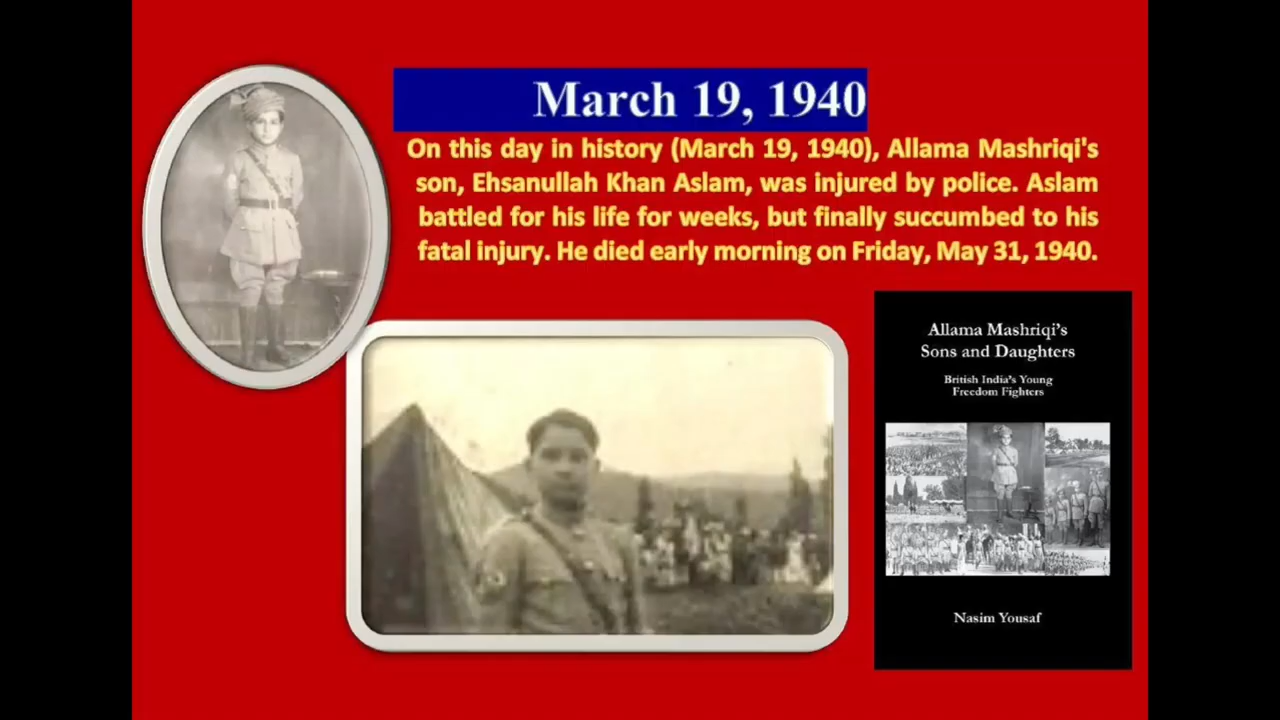 March 19, 1940
On this day in history (March 19, 1940), Allama Mashriqi's
son, Ehsanullah Khan Aslam, was injured by police. Aslam
battled for his life for weeks, but finally succumbed to his
fatal injury. He died early morning on Friday, May 31, 1940.
Allama Mashriqi's
Sons and Daughters
British India's Young
Freedom Fighters
Nasim Yousaf